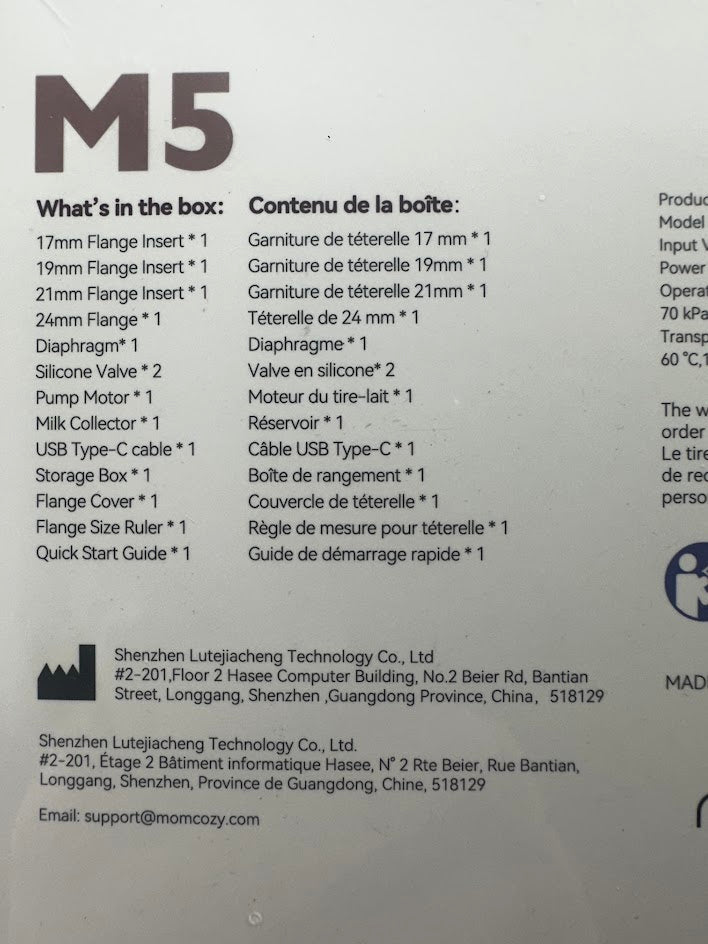 M5
What's in the box:
17mm Flange Insert * 1
19mm Flange Insert * 1
21mm Flange Insert * 1
24mm Flange * 1
Diaphragm* 1
Silicone Valve * 2
Pump Motor * 1
Milk Collector * 1
USB Type-C cable * 1
Storage Box * 1
Flange Cover * 1
Flange Size Ruler * 1
Quick Start Guide * 1
Contenu de la boîte:
Garniture de téterelle 17 mm * 1
Garniture de téterelle 19mm * 1
Garniture de téterelle 21mm * 1
Téterelle de 24 mm * 1
Diaphragme * 1
Valve en silicone* 2
Moteur du tire-lait * 1
Réservoir * 1
Câble USB Type-C * 1
Boîte de rangement * 1
Couvercle de téterelle * 1
Règle de mesure pour téterelle * 1
Guide de démarrage rapide * 1
Shenzhen Lutejiacheng Technology Co., Ltd
#2-201,Floor 2 Hasee Computer Building, No.2 Beier Rd, Bantian
Street, Longgang, Shenzhen ,Guangdong Province, China, 518129
Shenzhen Lutejiacheng Technology Co., Ltd.
#2-201, Étage 2 Bâtiment informatique Hasee, N° 2 Rte Beier, Rue Bantian,
Longgang, Shenzhen, Province de Guangdong, Chine, 518129
Email: support@momcozy.com
Model
Input
Power
70 kPa
60 °C,
The
order
Le
de